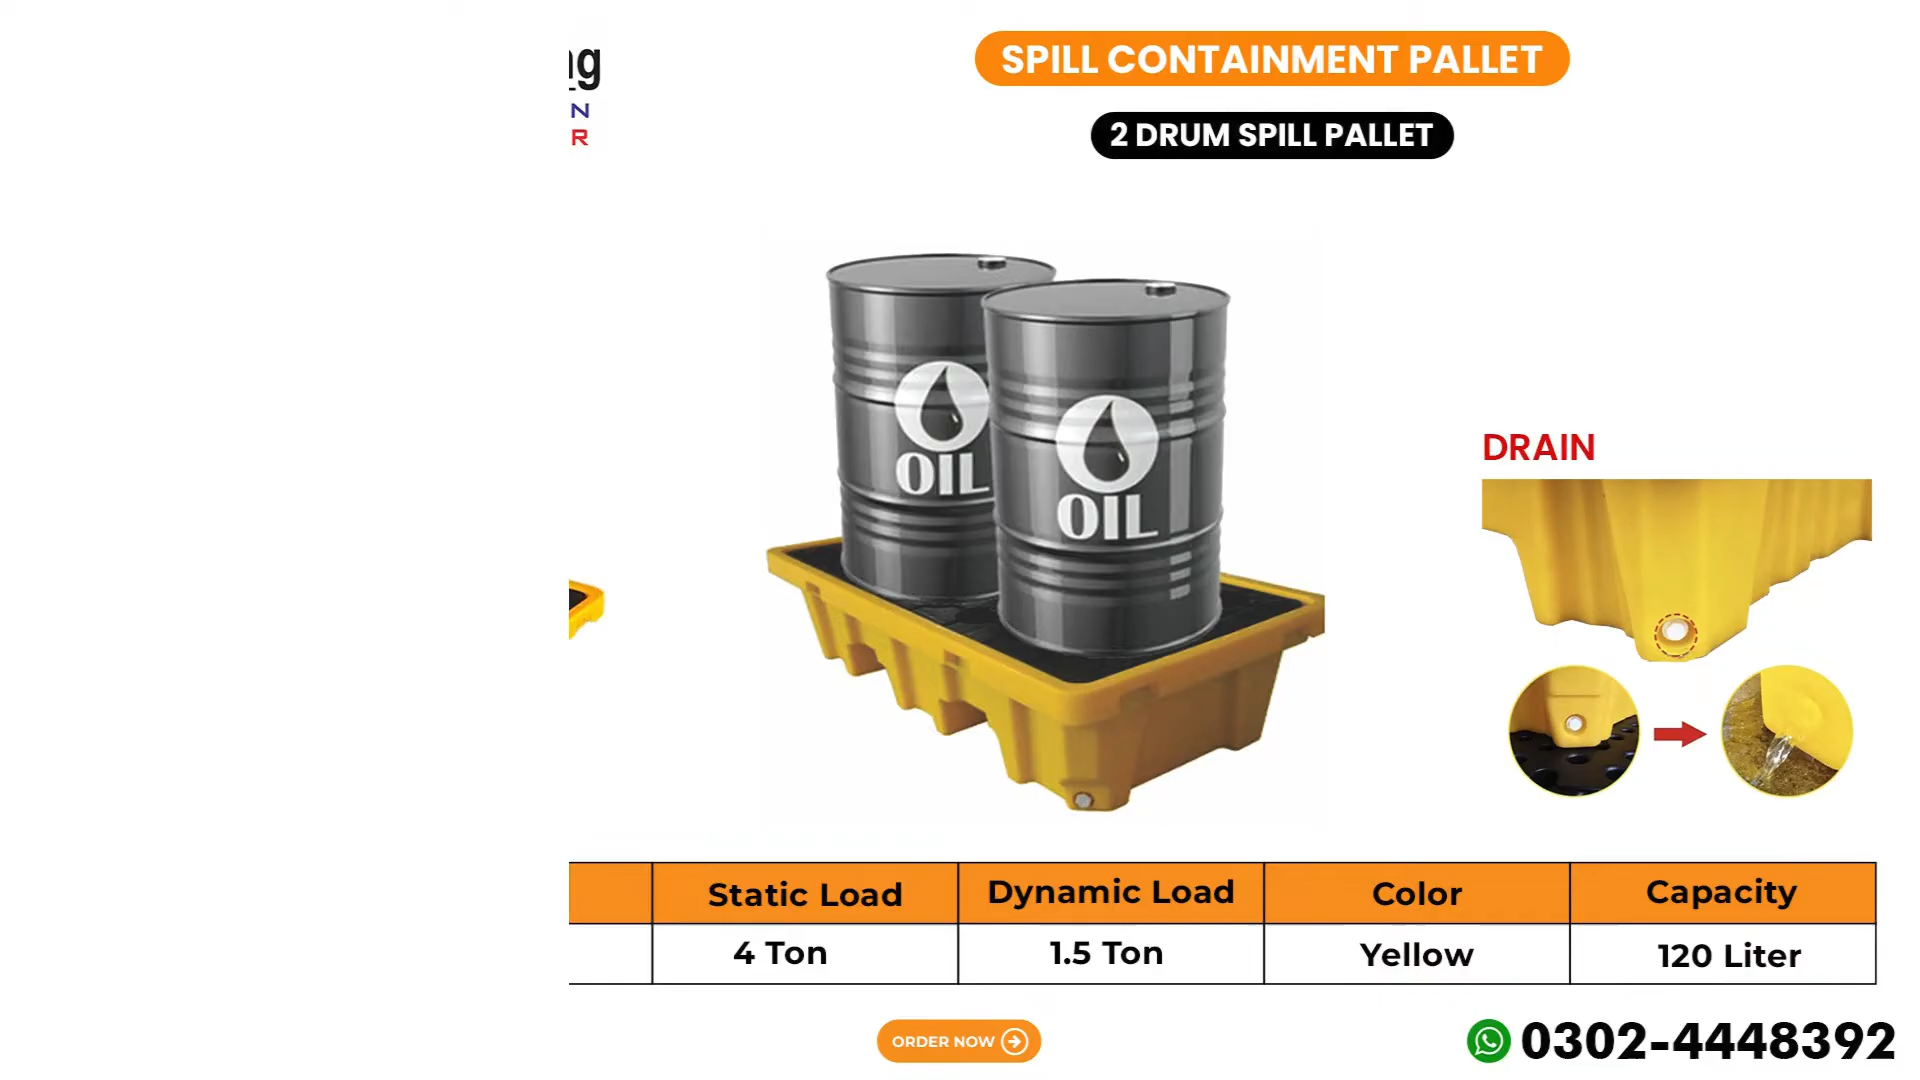 SPILL CONTAINMENT PALLET
2 DRUM SPILL PALLET
OIL
OIL
DRAIN
Static Load Dynamic Load Color Capacity
4 Ton 1.5 Ton Yellow 120 Liter
ORDER NOW
0302-4448392